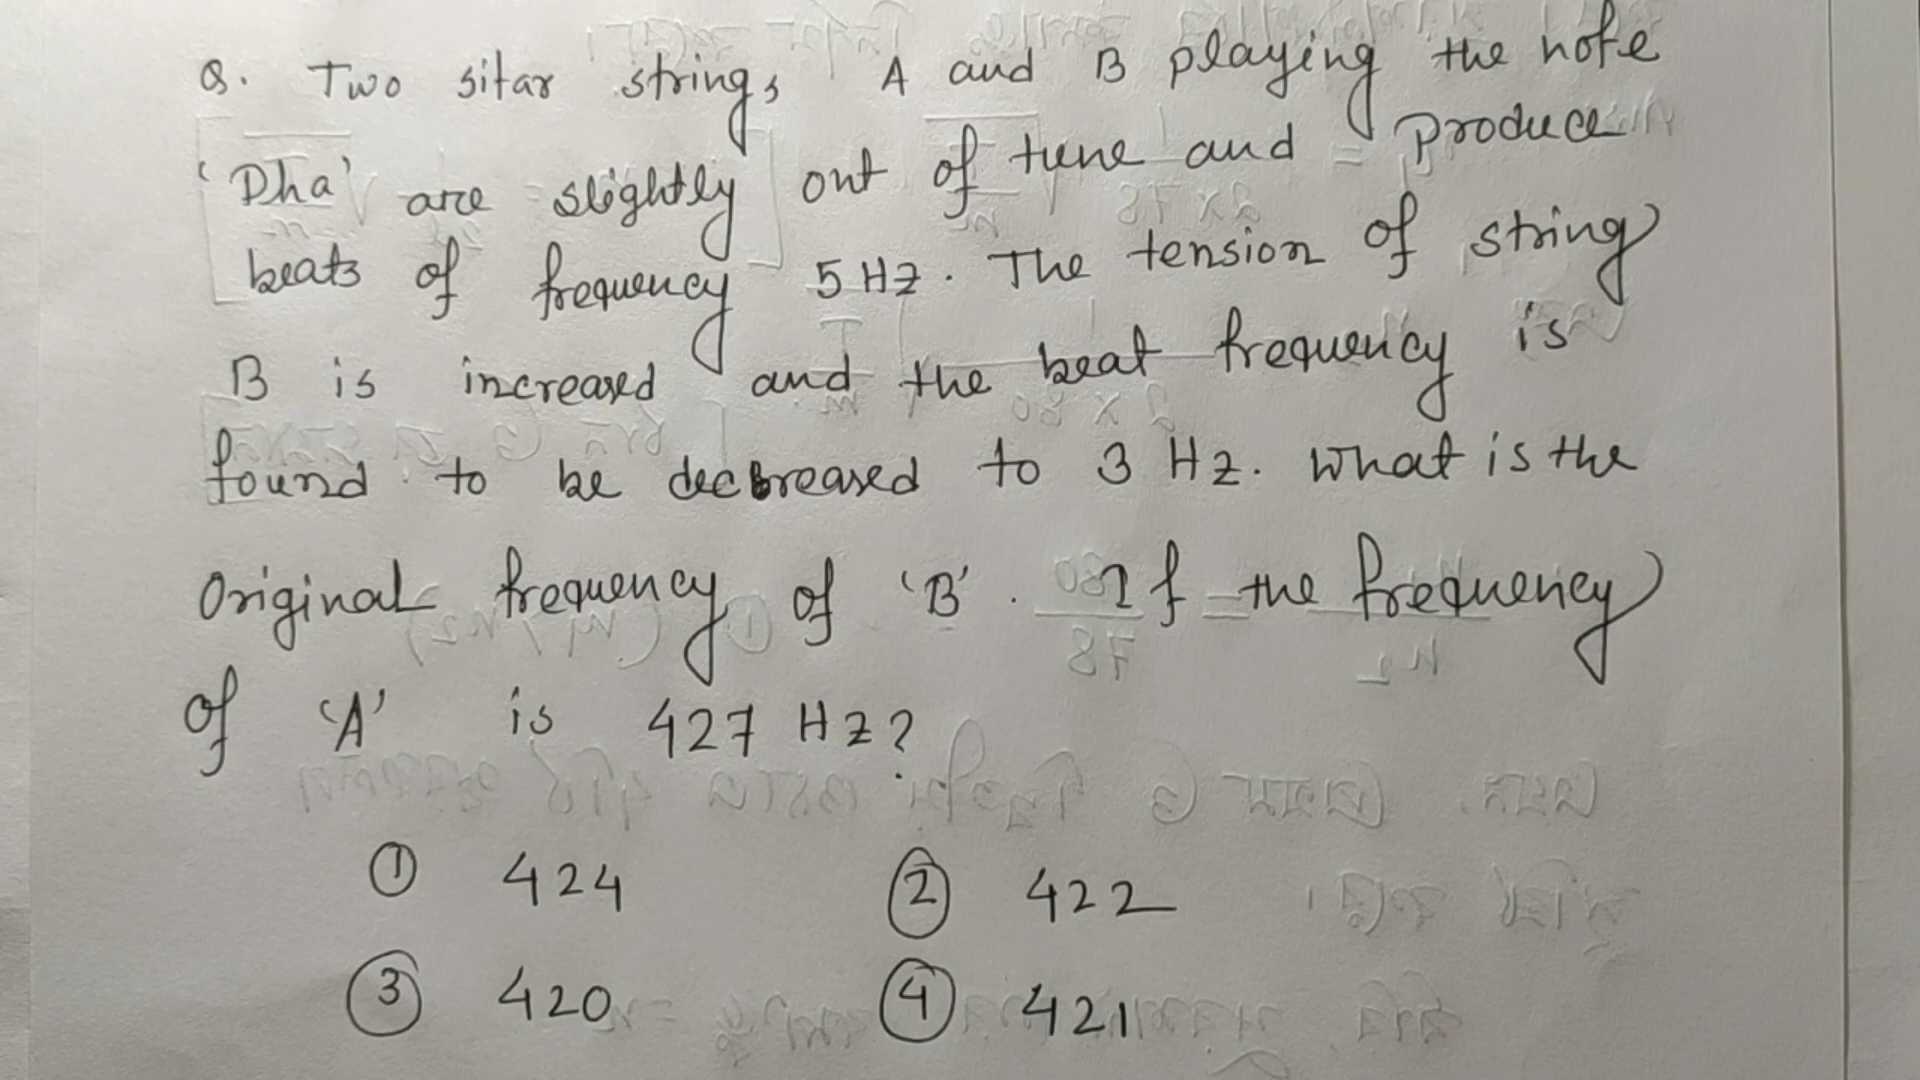 Q. Two sitar strings A and B playing the note
'Dha' are slightly out of tune and produce
beats of frequency 5 Hz. The tension of string
B is increased and the beat frequency is
found to be decreased to 3 Hz. What is the
Original frequency of 'B'. If the frequency
of 'A' is 427 Hz?
① 424 ② 422
③ 420 ④ 421